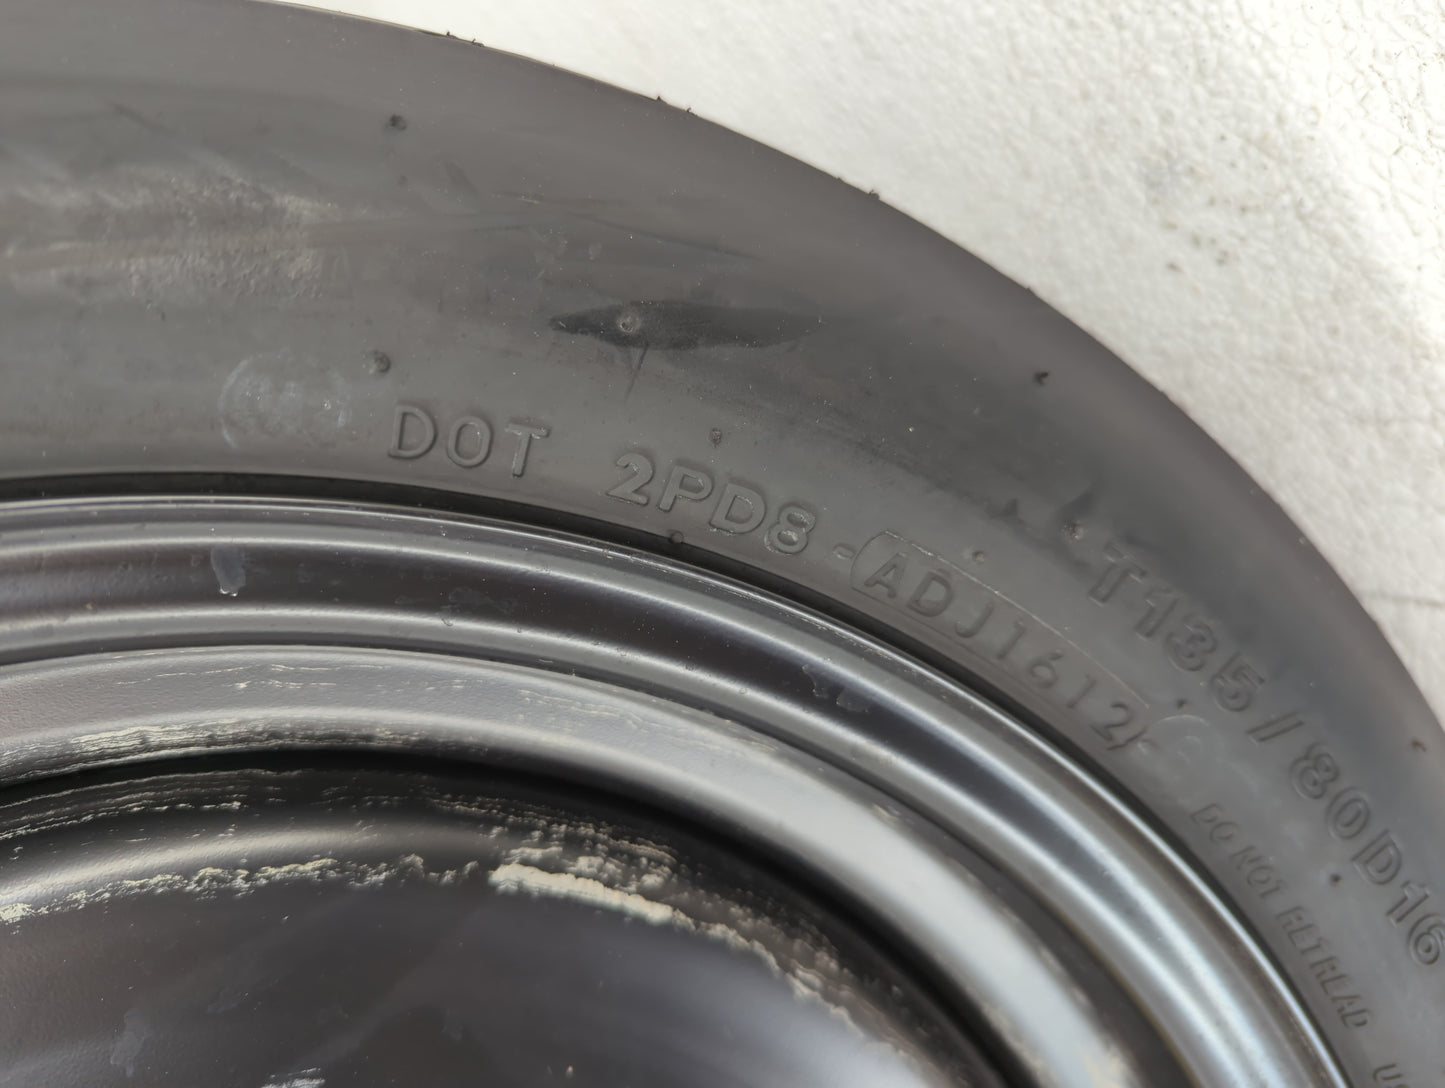 DOT 2PD8-ADJ1612
T135/80D16
DO NOT RETREAD